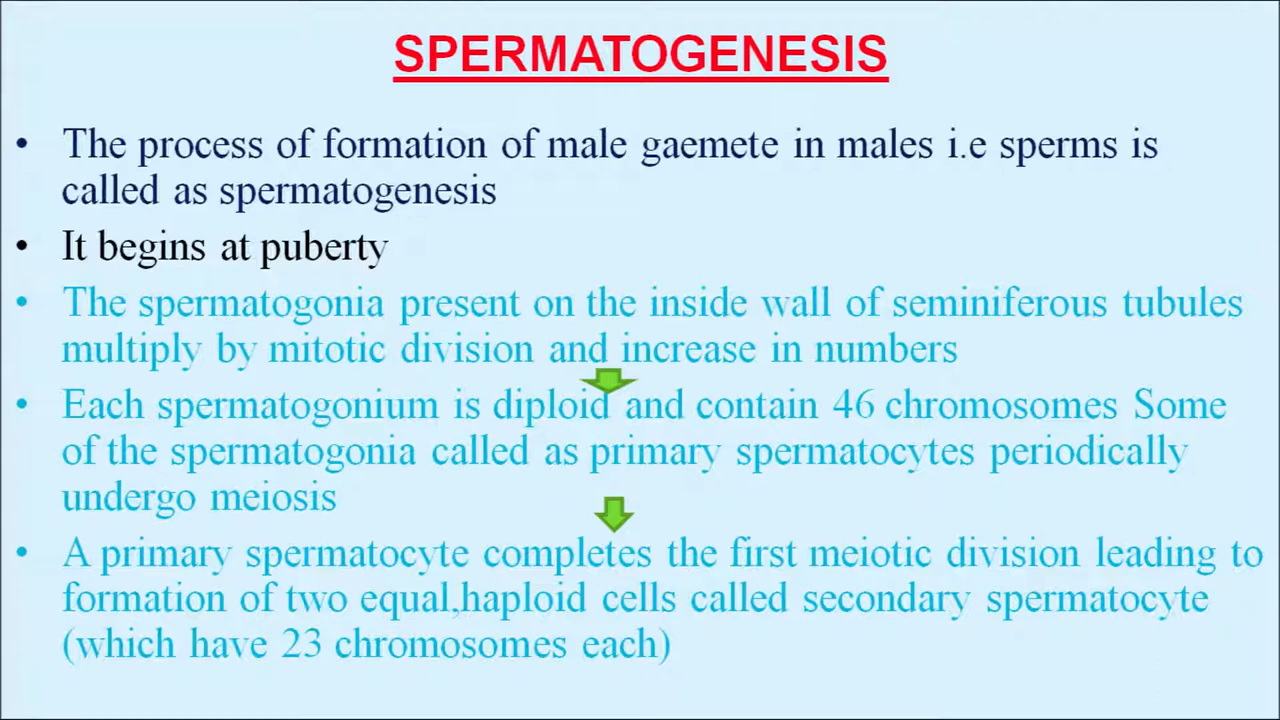 SPERMATOGENESIS
• The process of formation of male gaemete in males i.e sperms is
called as spermatogenesis
• It begins at puberty
• The spermatogonia present on the inside wall of seminiferous tubules
multiply by mitotic division and increase in numbers
• Each spermatogonium is diploid and contain 46 chromosomes Some
of the spermatogonia called as primary spermatocytes periodically
undergo meiosis
• A primary spermatocyte completes the first meiotic division leading to
formation of two equal,haploid cells called secondary spermatocyte
(which have 23 chromosomes each)